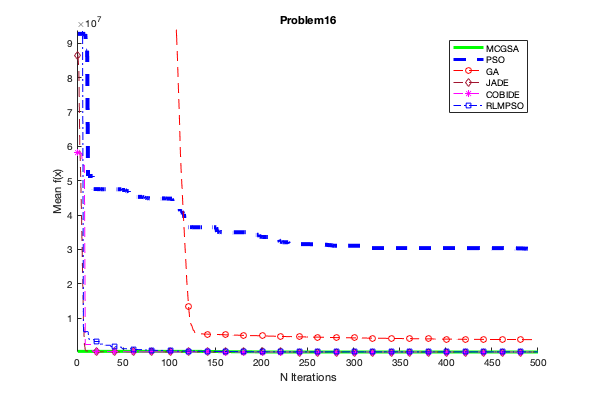 Problem16
×10⁷
9
8
7
6
5
4
3
2
1
Mean f(x)
MCGSA
PSO
GA
JADE
COBIDE
RLMPSO
0 50 100 150 200 250 300 350 400 450 500
N Iterations